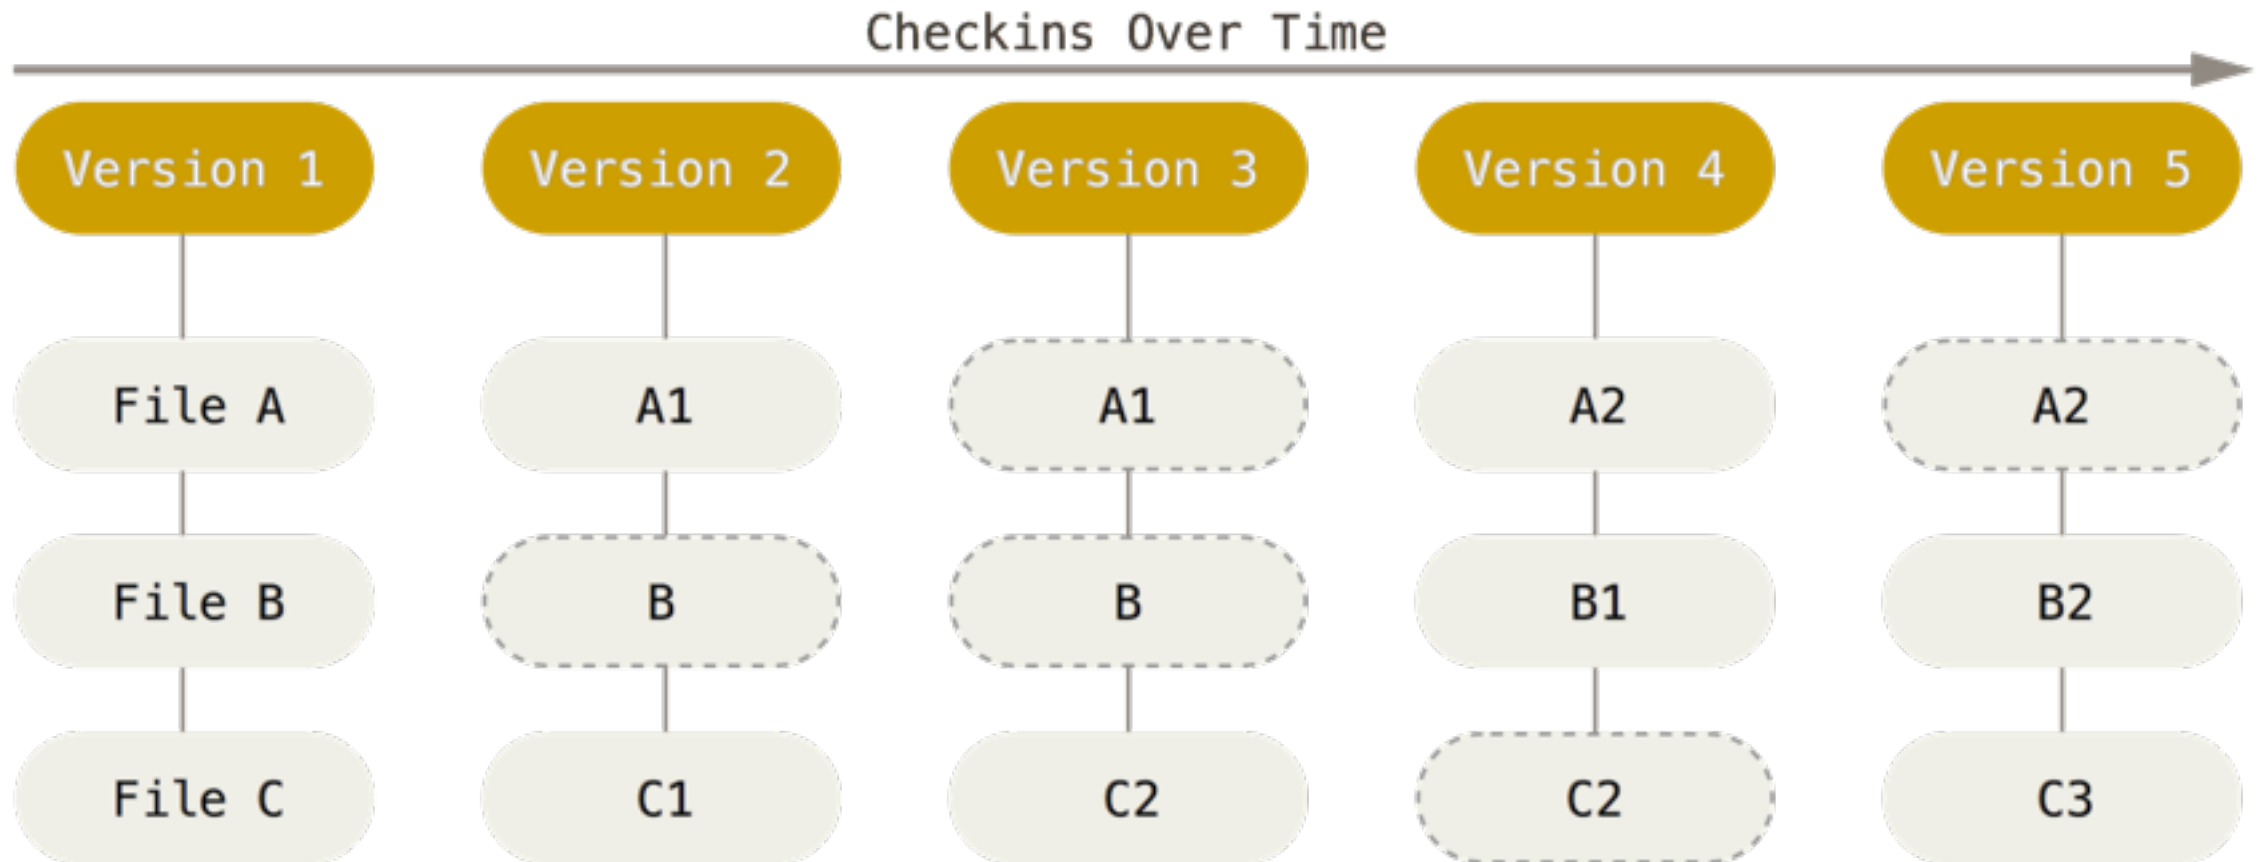 Checkins Over Time
Version 1 Version 2 Version 3 Version 4 Version 5
File A A1 A1 A2 A2
File B B B B1 B2
File C C1 C2 C2 C3